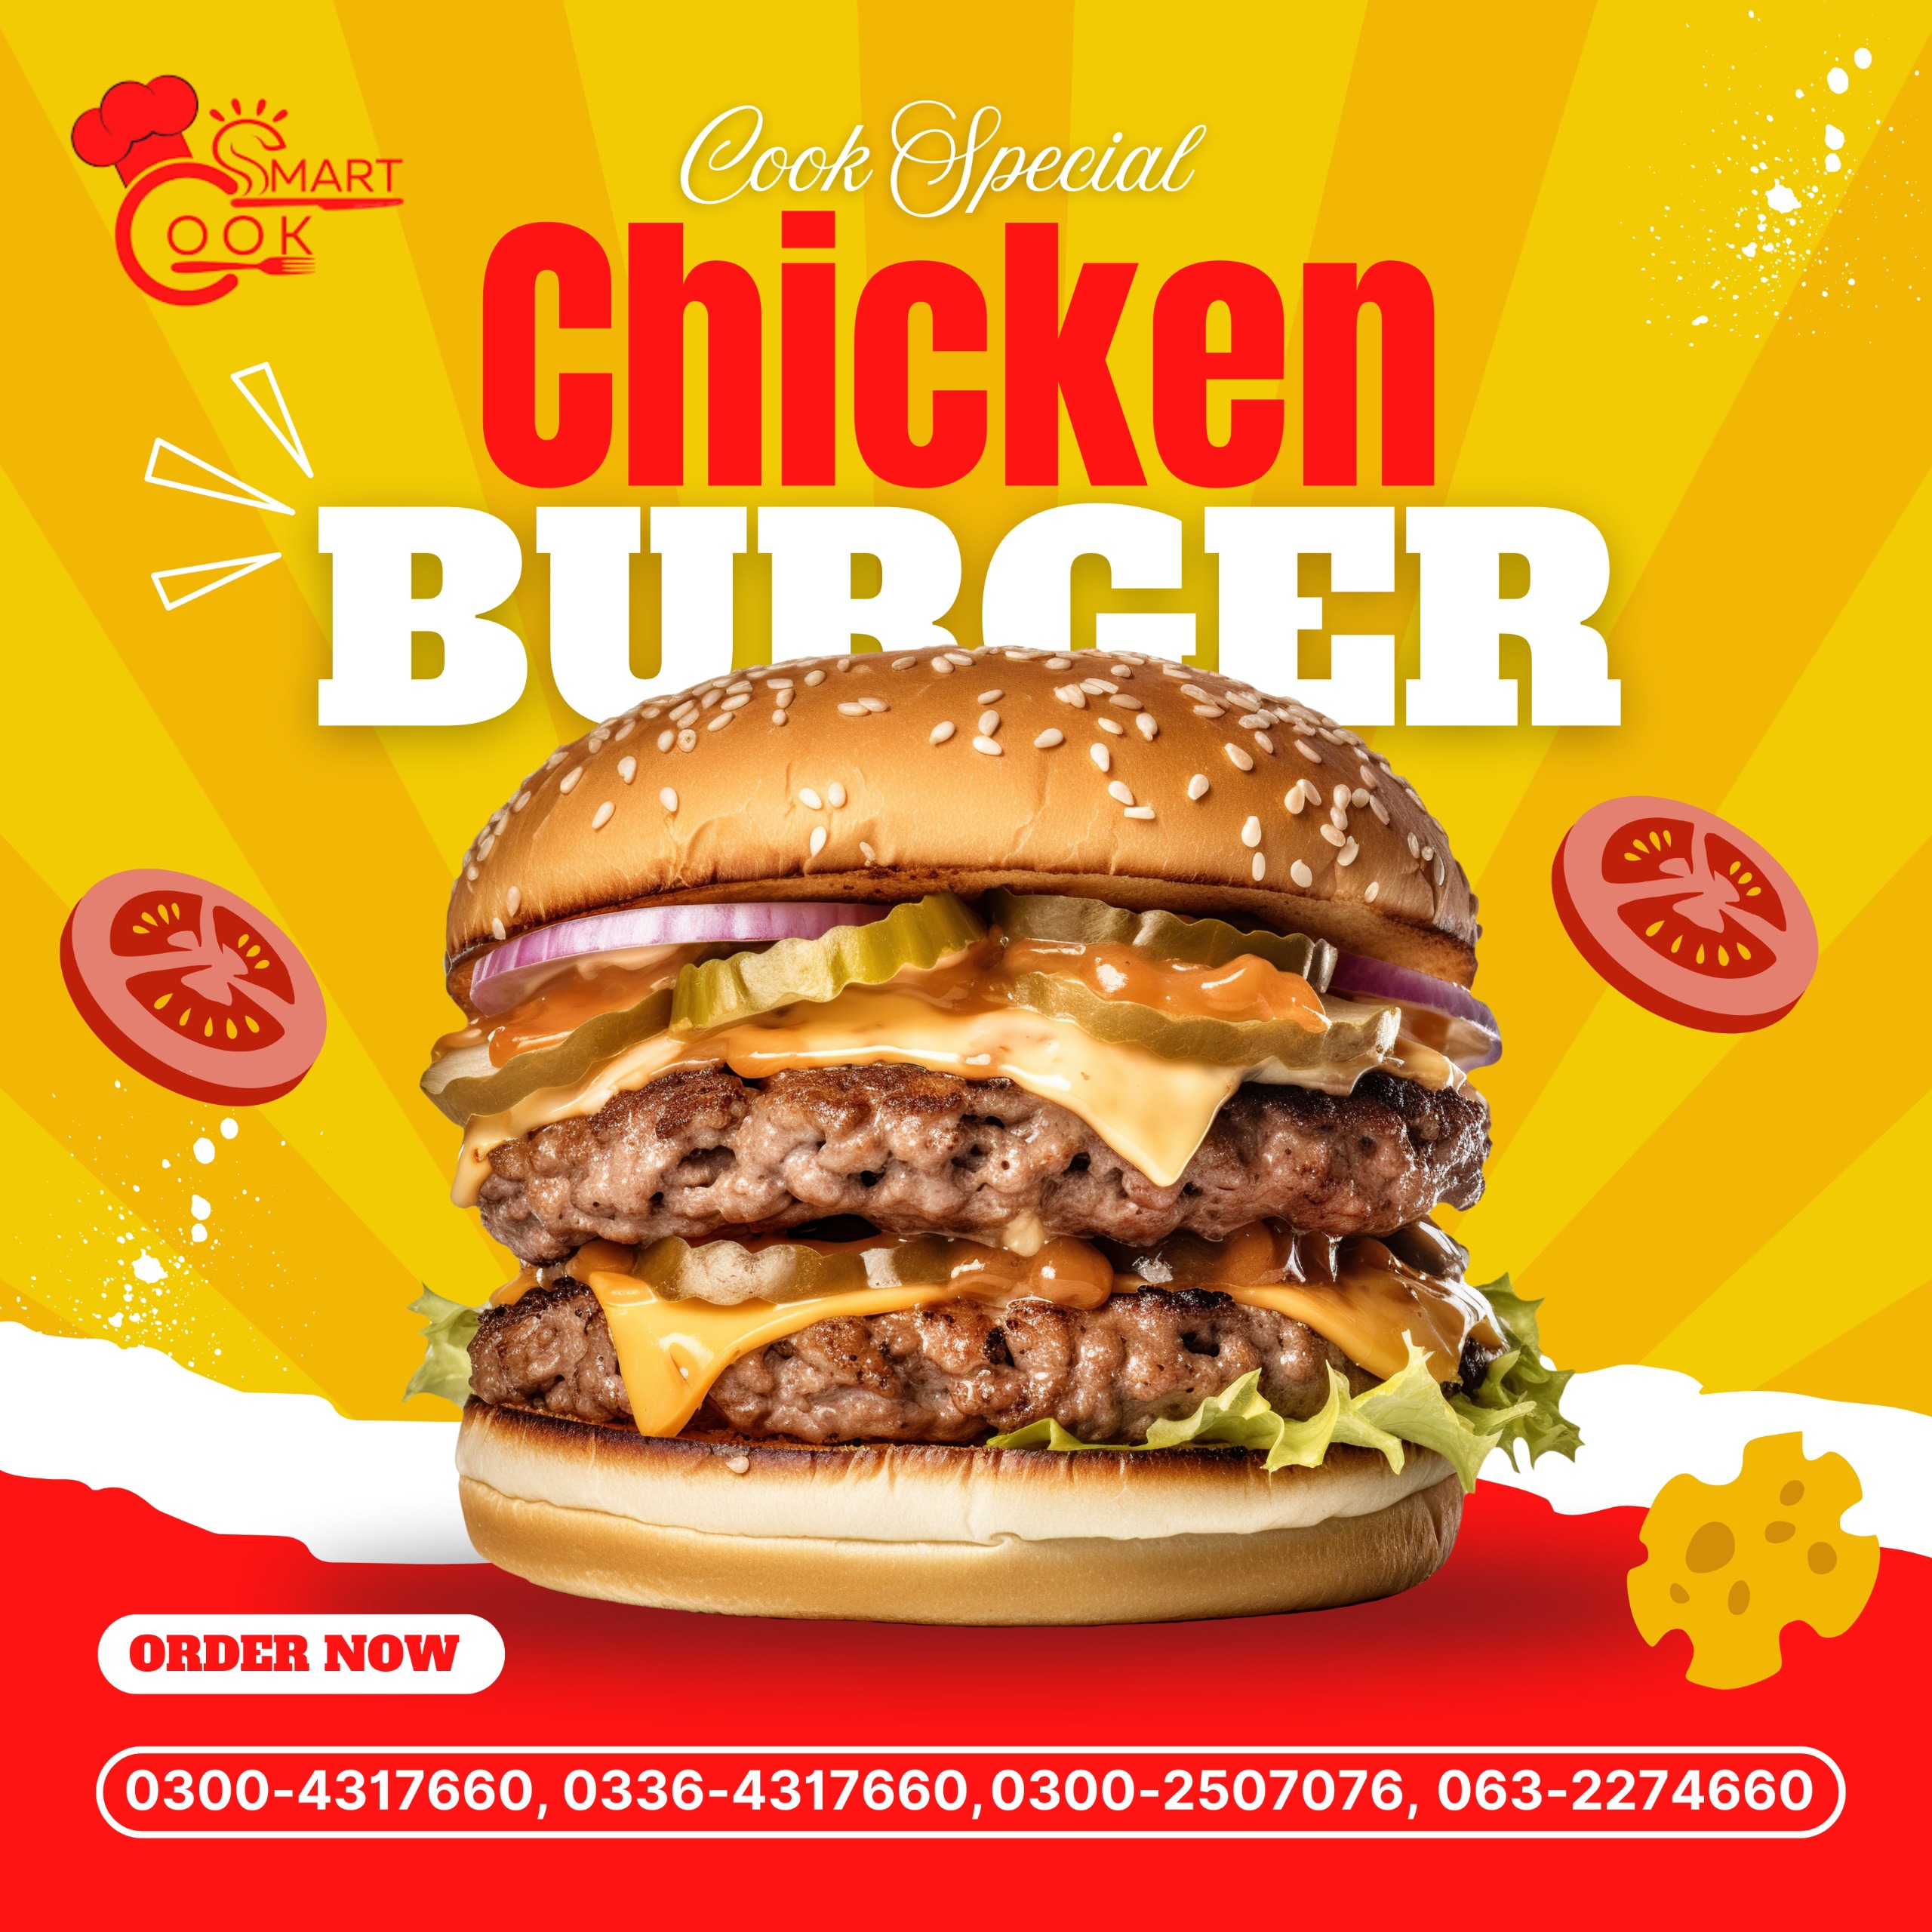 SMART
COOK
Cook Special
Chicken
BURGER
ORDER NOW
0300-4317660, 0336-4317660,0300-2507076, 063-2274660